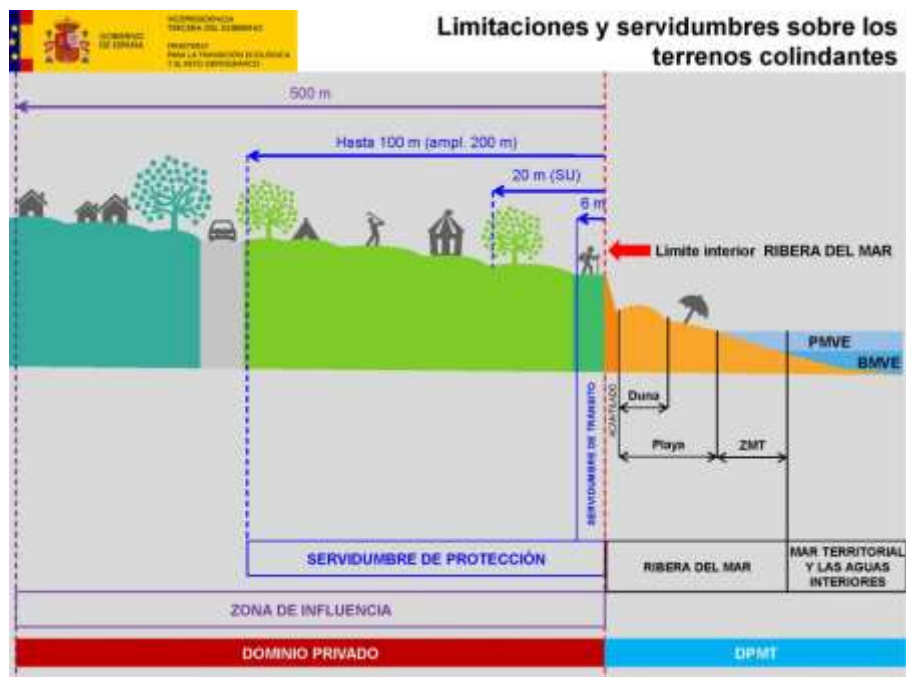 GOBIERNO
DE ESPAÑA
VICEPRESIDENCIA
TERCERA DEL GOBIERNO
MINISTERIO
PARA LA TRANSICIÓN ECOLÓGICA
Y EL RETO DEMOGRÁFICO
Limitaciones y servidumbres sobre los
terrenos colindantes
500 m
Hasta 100 m (ampl. 200 m)
20 m (SU)
6 m
Limite interior RIBERA DEL MAR
PMVE
BMVE
SERVIDUMBRE DE TRÁNSITO
ACANTILADO
Duna
Playa
ZMT
SERVIDUMBRE DE PROTECCIÓN
RIBERA DEL MAR
MAR TERRITORIAL
Y LAS AGUAS
INTERIORES
ZONA DE INFLUENCIA
DOMINIO PRIVADO
DPMT